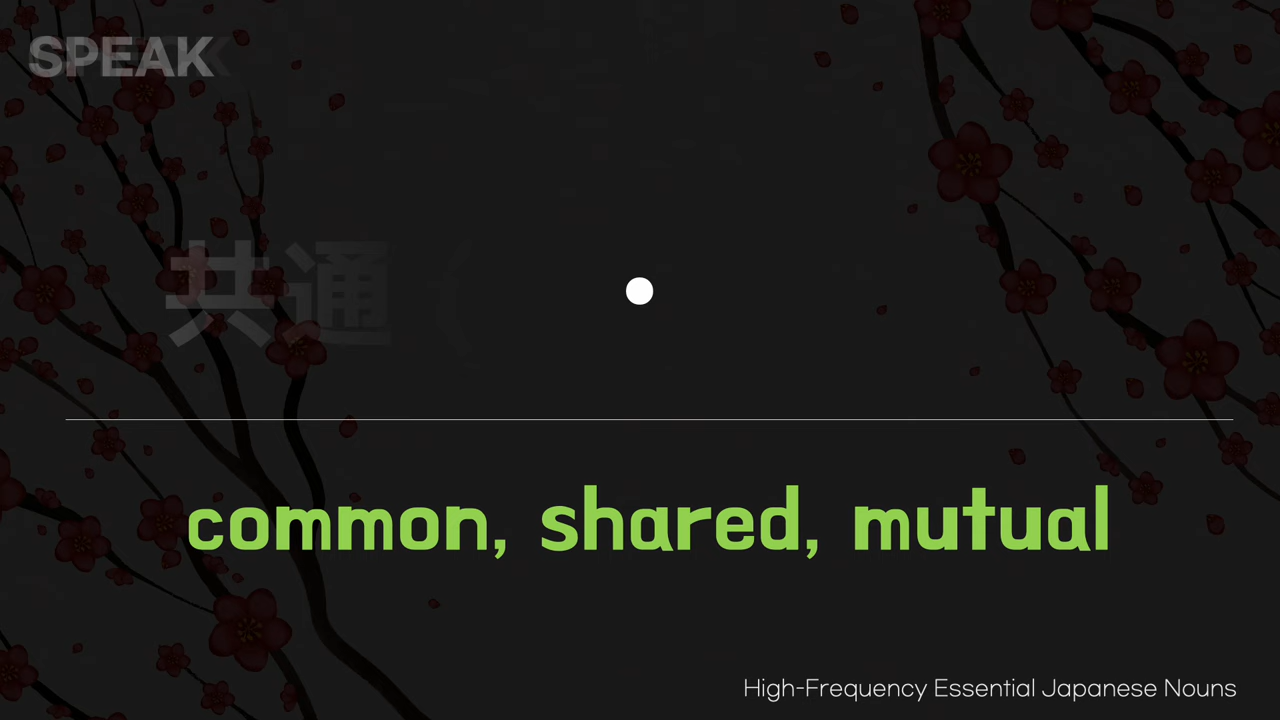 SPEAK
共通（
common, shared, mutual
High-Frequency Essential Japanese Nouns